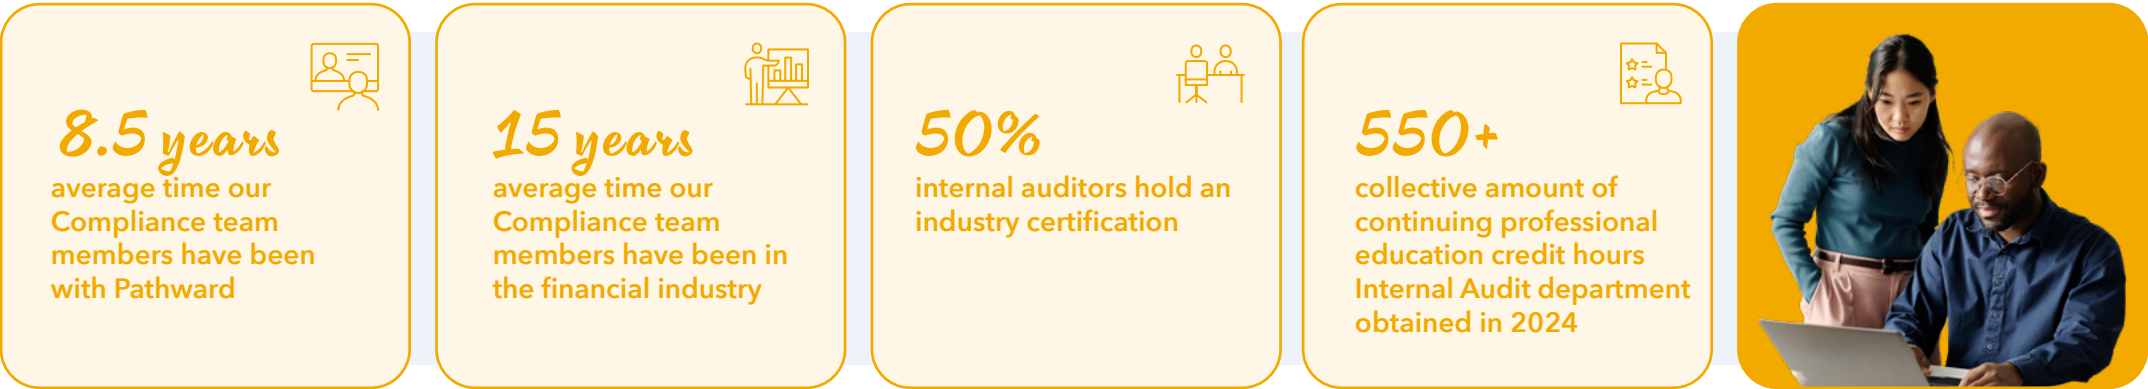 8.5 years
average time our
Compliance team
members have been
with Pathward
15 years
average time our
Compliance team
members have been in
the financial industry
50%
internal auditors hold an
industry certification
550+
collective amount of
continuing professional
education credit hours
Internal Audit department
obtained in 2024